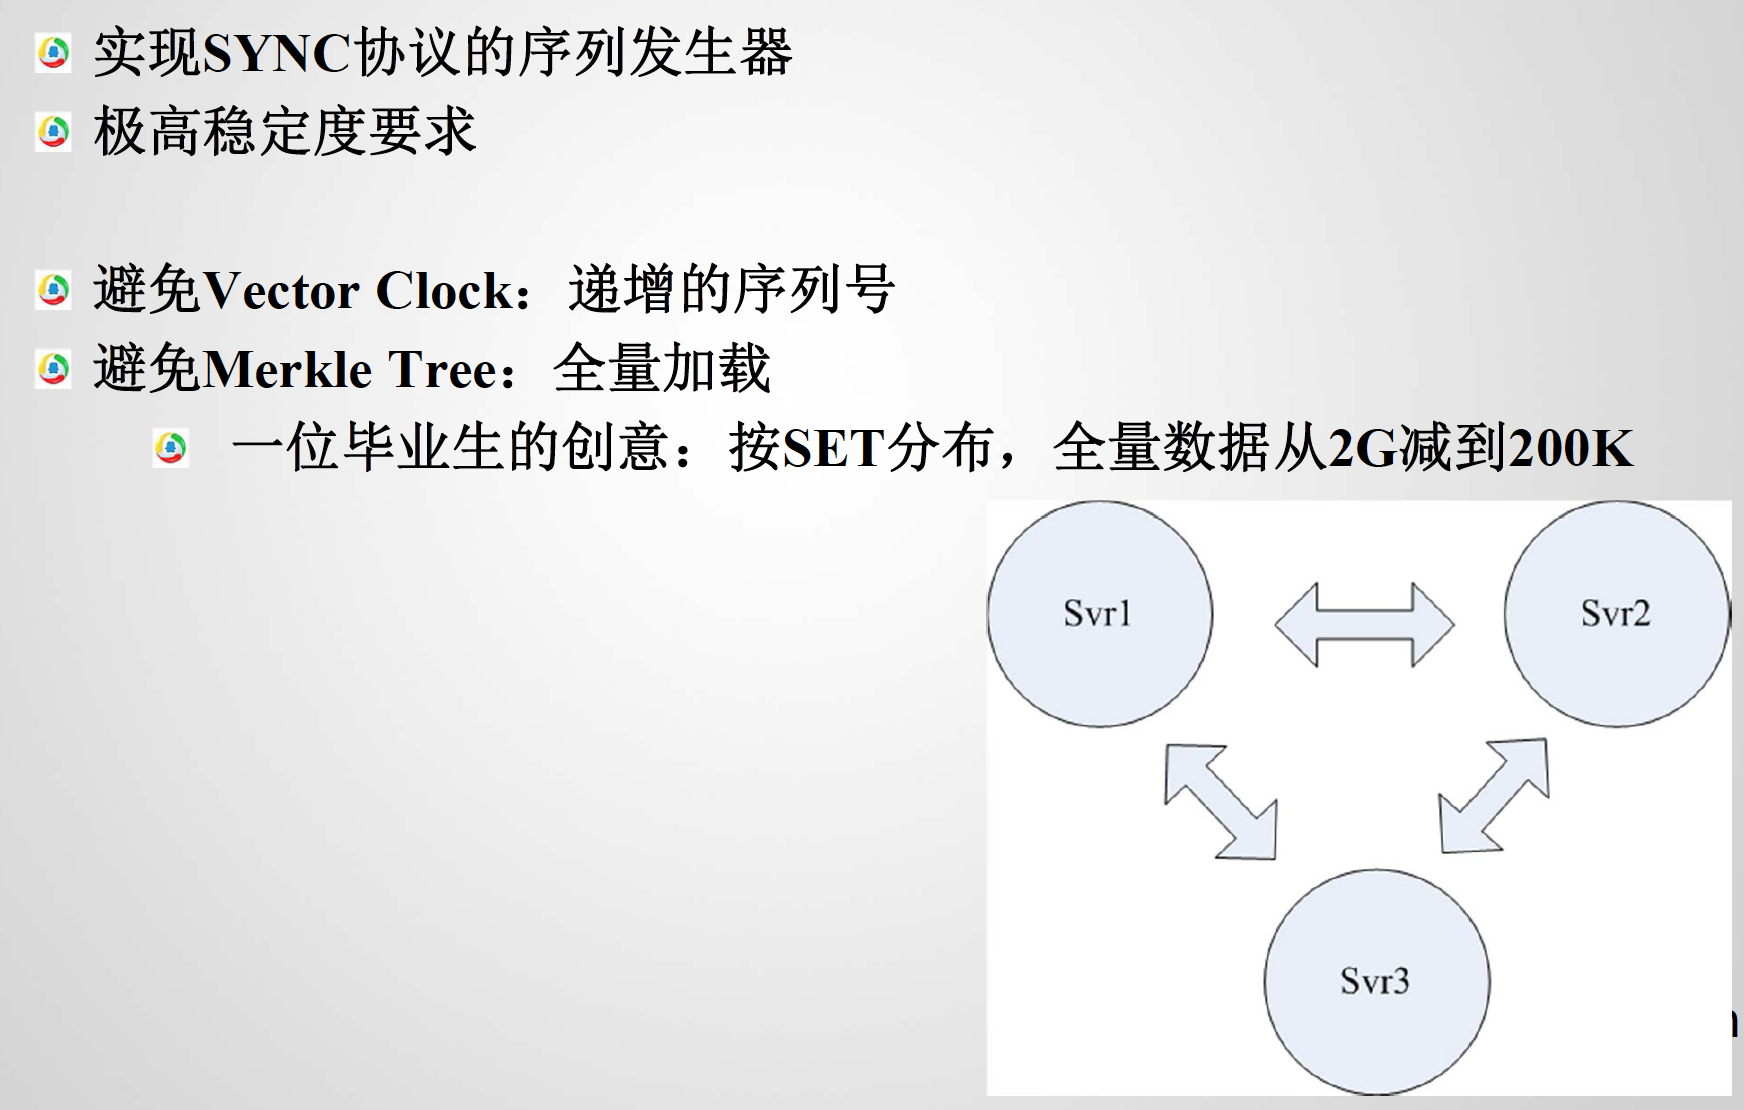 实现SYNC协议的序列发生器
极高稳定度要求
避免Vector Clock：递增的序列号
避免Merkle Tree：全量加载
一位毕业生的创意：按SET分布，全量数据从2G减到200K
Svr1
Svr2
Svr3